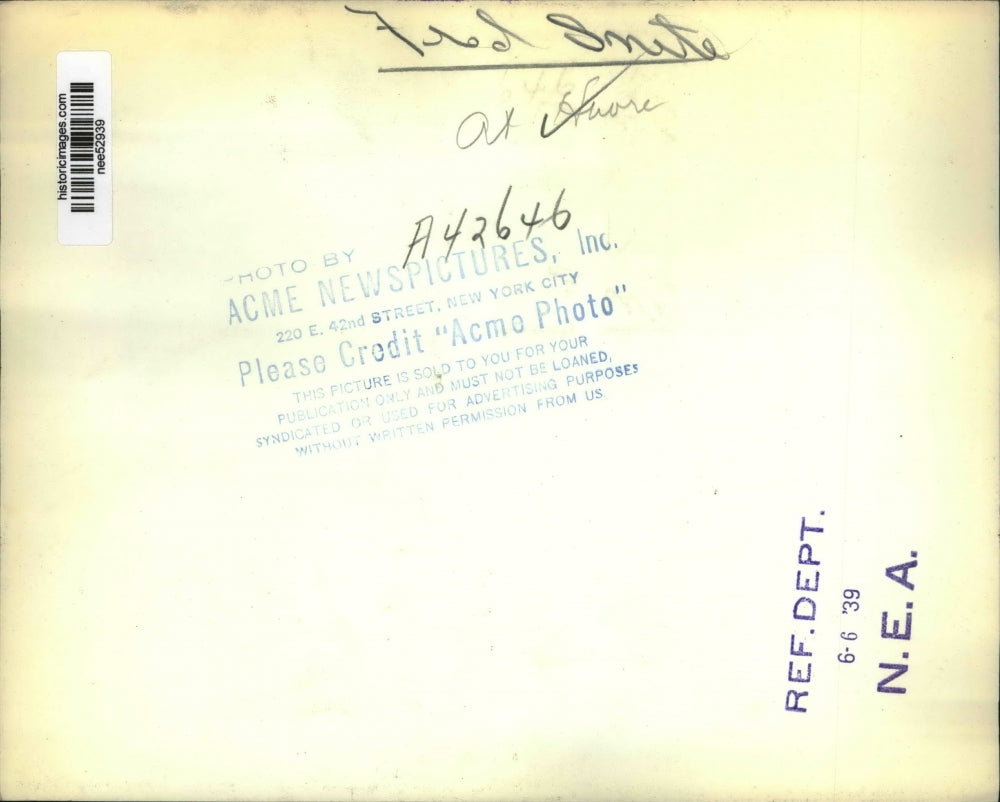 Fred Snite
At
A42646
PHOTO BY
ACME NEWSPICTURES, Inc.
220 E. 42nd STREET, NEW YORK CITY
Please Credit "Acme Photo"
THIS PICTURE IS SOLD TO YOU FOR YOUR
PUBLICATION ONLY AND MUST NOT BE LOANED,
SYNDICATED OR USED FOR ADVERTISING PURPOSES
WITHOUT WRITTEN PERMISSION FROM US.
historicimages.com
nee52939
REF. DEPT.
6-6 '39
N. E. A.